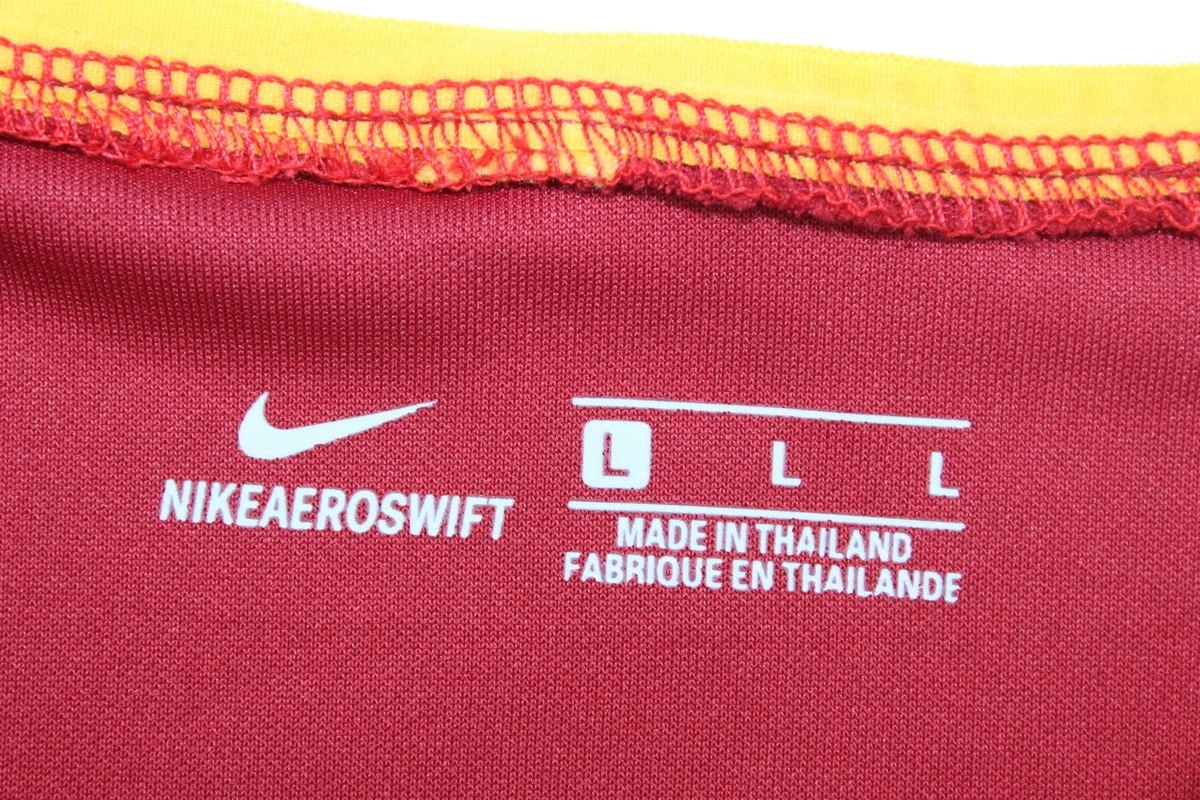 NIKEAEROSWIFT
L L L
MADE IN THAILAND
FABRIQUE EN THAILANDE